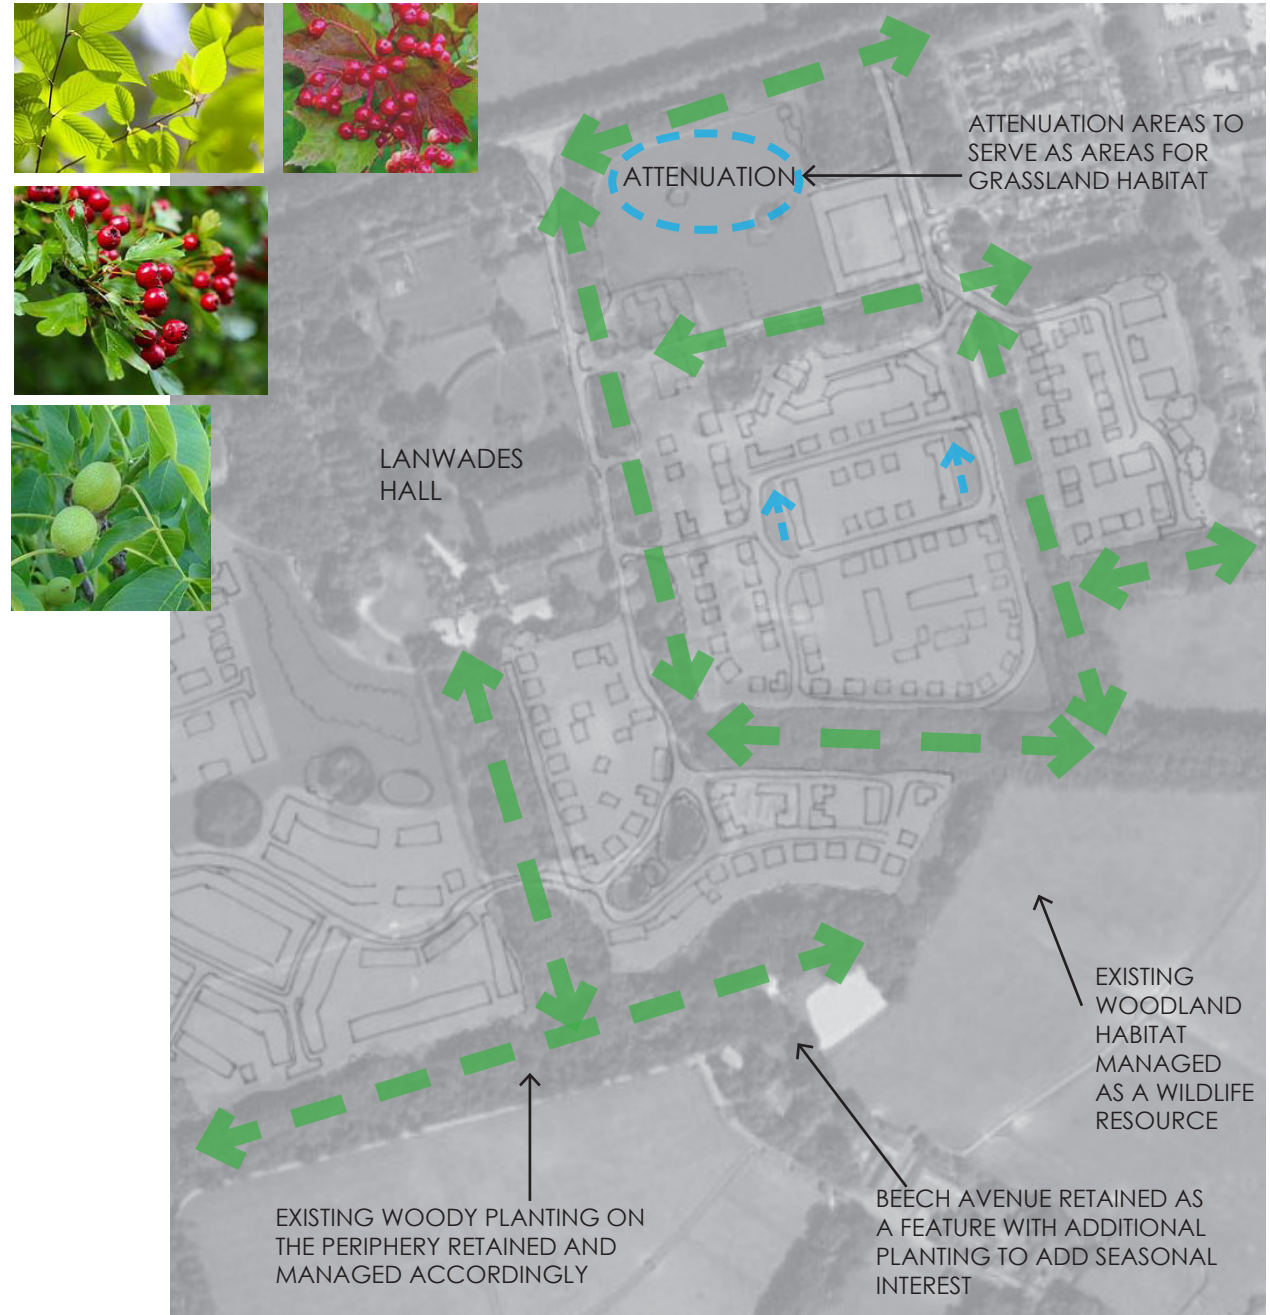 ATTENUATION AREAS TO
SERVE AS AREAS FOR
GRASSLAND HABITAT
ATTENUATION
LANWADES
HALL
EXISTING
WOODLAND
HABITAT
MANAGED
AS A WILDLIFE
RESOURCE
BEECH AVENUE RETAINED AS
A FEATURE WITH ADDITIONAL
PLANTING TO ADD SEASONAL
INTEREST
EXISTING WOODY PLANTING ON
THE PERIPHERY RETAINED AND
MANAGED ACCORDINGLY